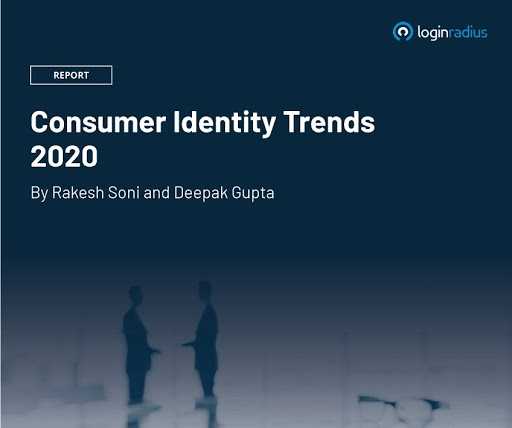 loginradius
REPORT
Consumer Identity Trends
2020
By Rakesh Soni and Deepak Gupta